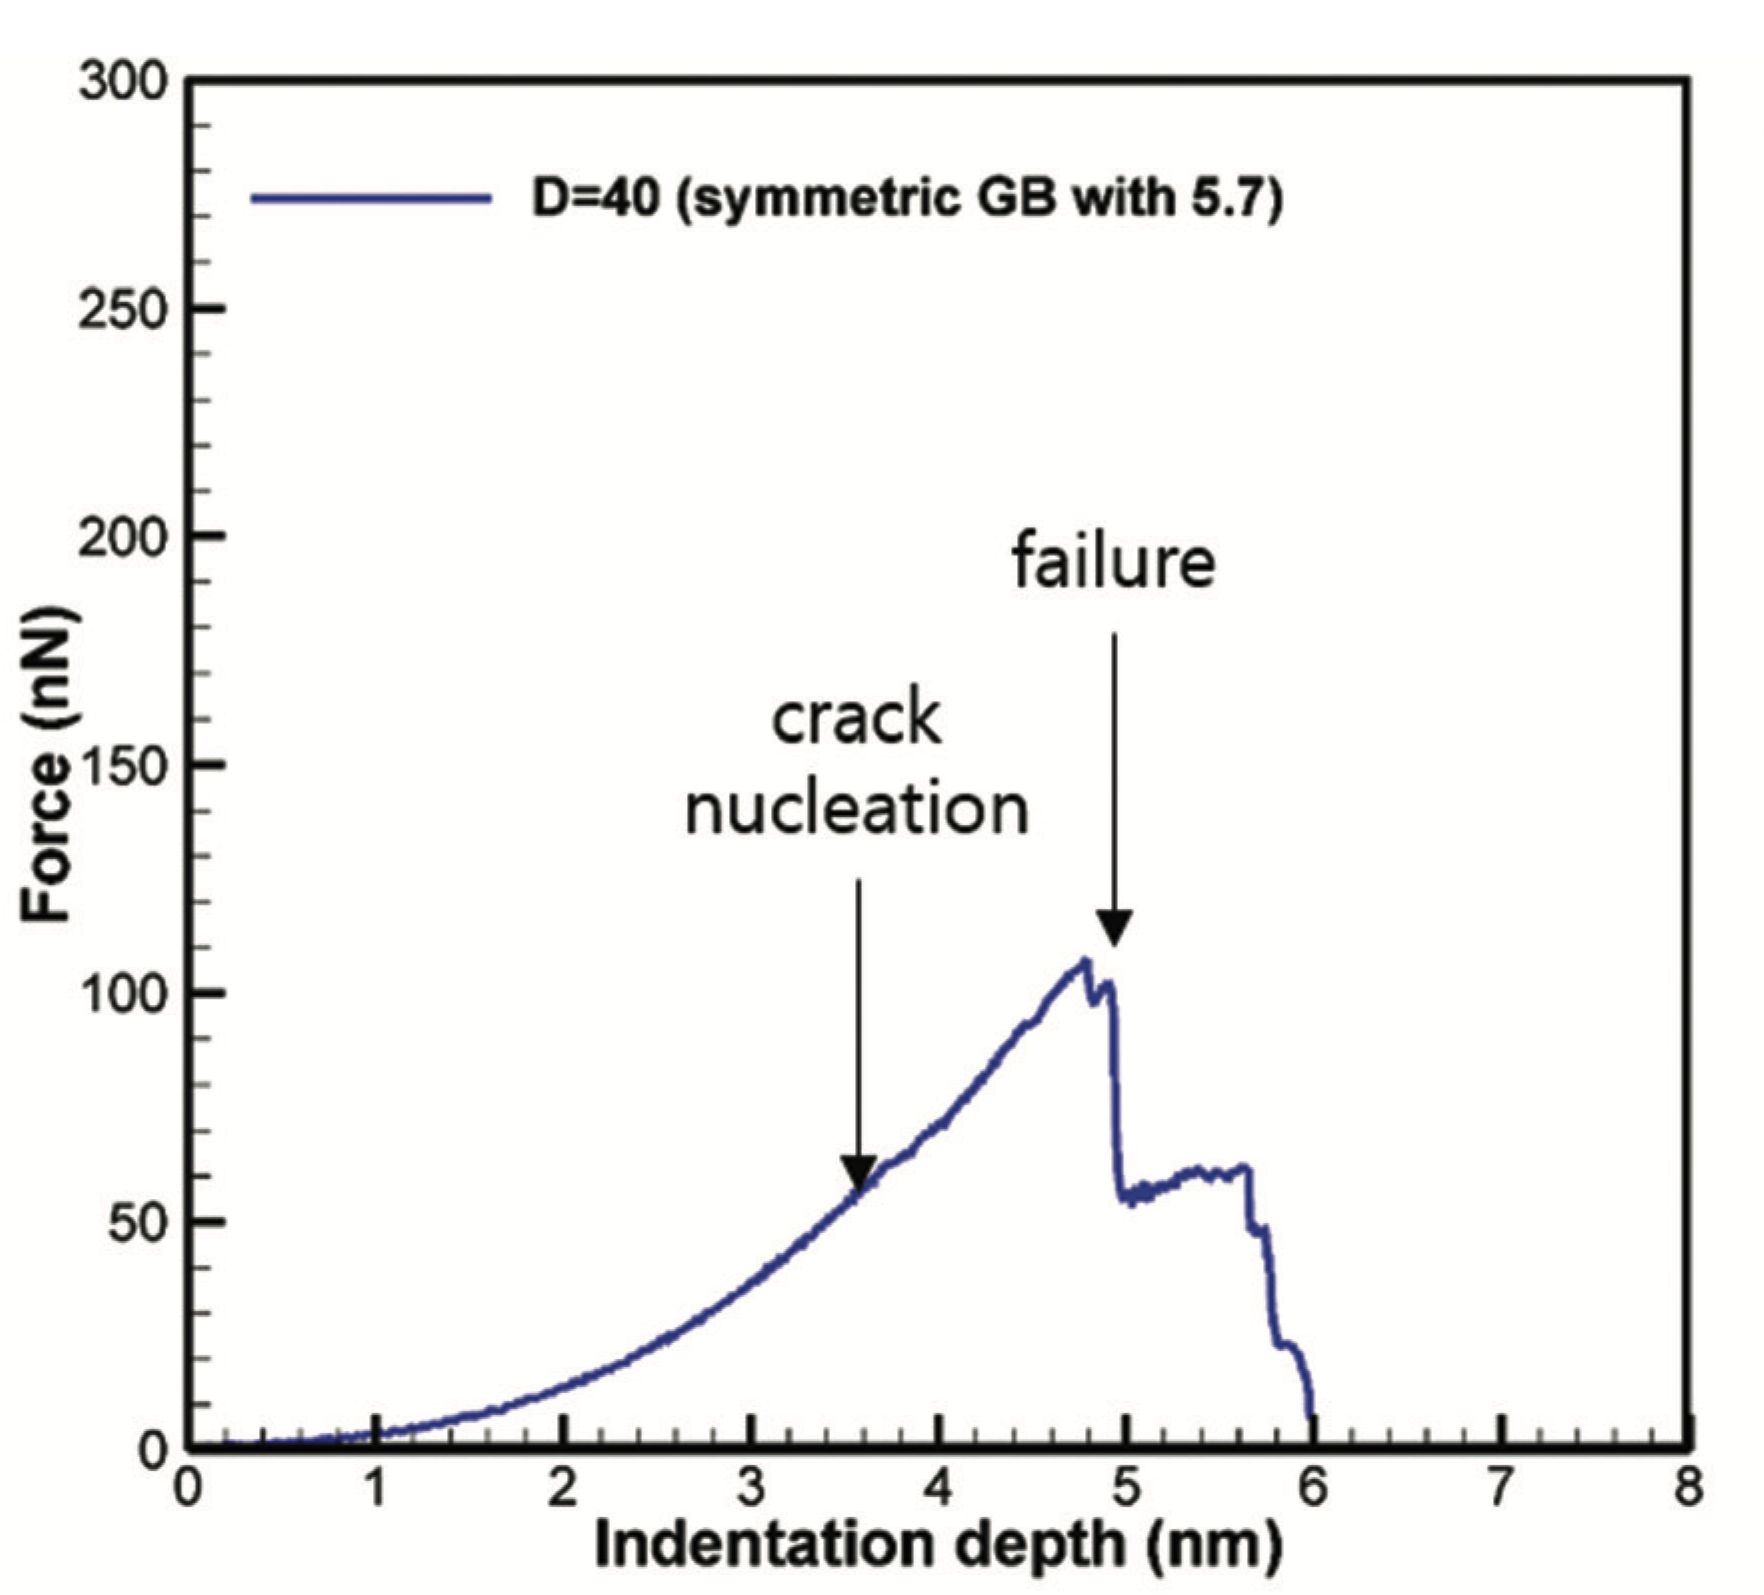 300
250
200
150
100
50
0
D=40 (symmetric GB with 5.7)
failure
crack
nucleation
Force (nN)
0 1 2 3 4 5 6 7 8
Indentation depth (nm)